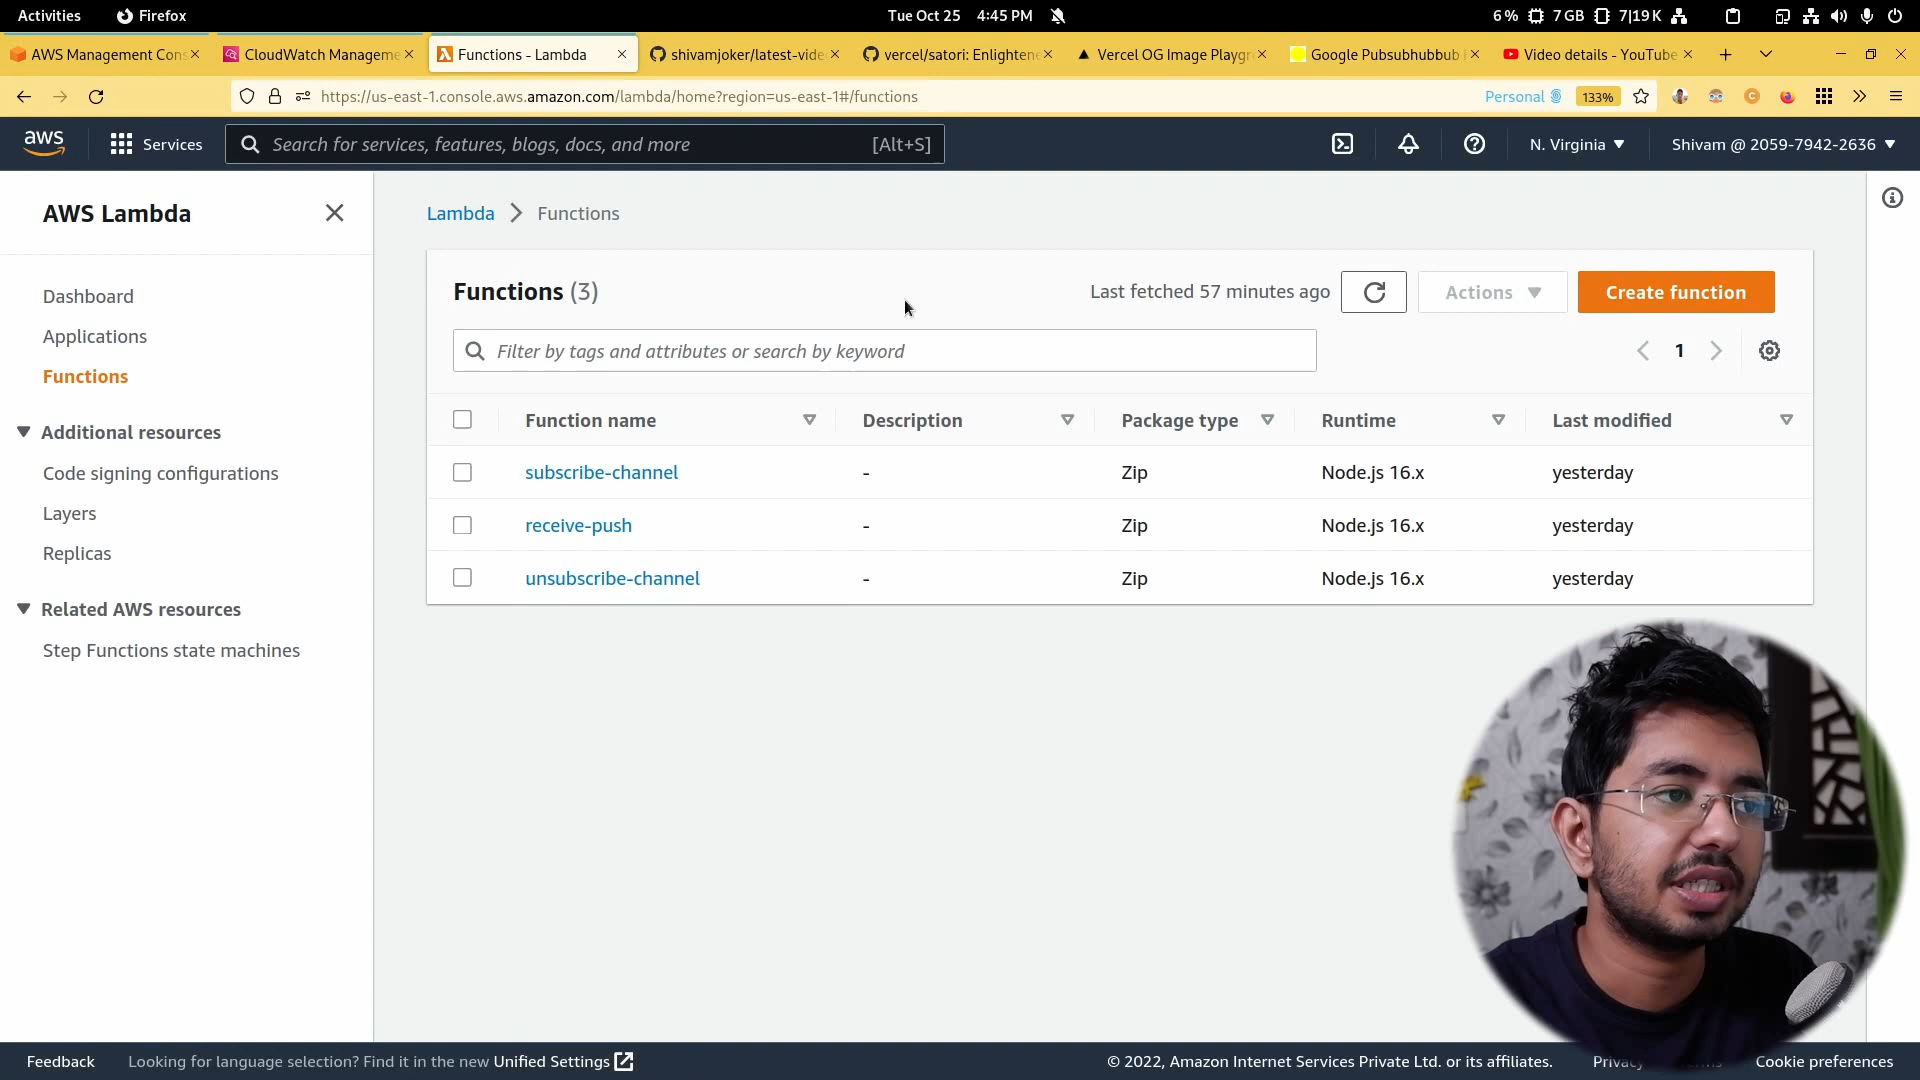 Activities Firefox Tue Oct 25 4:45 PM 6 % 7 GB 7|19 K
AWS Management Cons CloudWatch Manageme Functions - Lambda shivamjoker/latest-vide vercel/satori: Enlightene Vercel OG Image Playgr Google Pubsubhubbub Video details - YouTube
https://us-east-1.console.aws.amazon.com/lambda/home?region=us-east-1#/functions Personal 133%
aws Services Search for services, features, blogs, docs, and more [Alt+S] N. Virginia Shivam @ 2059-7942-2636
AWS Lambda
Dashboard
Applications
Functions
Additional resources
Code signing configurations
Layers
Replicas
Related AWS resources
Step Functions state machines
Lambda Functions
Functions (3) Last fetched 57 minutes ago Actions Create function
Filter by tags and attributes or search by keyword 1
Function name Description Package type Runtime Last modified
subscribe-channel - Zip Node.js 16.x yesterday
receive-push - Zip Node.js 16.x yesterday
unsubscribe-channel - Zip Node.js 16.x yesterday
Feedback Looking for language selection? Find it in the new Unified Settings © 2022, Amazon Internet Services Private Ltd. or its affiliates. Privacy Cookie preferences